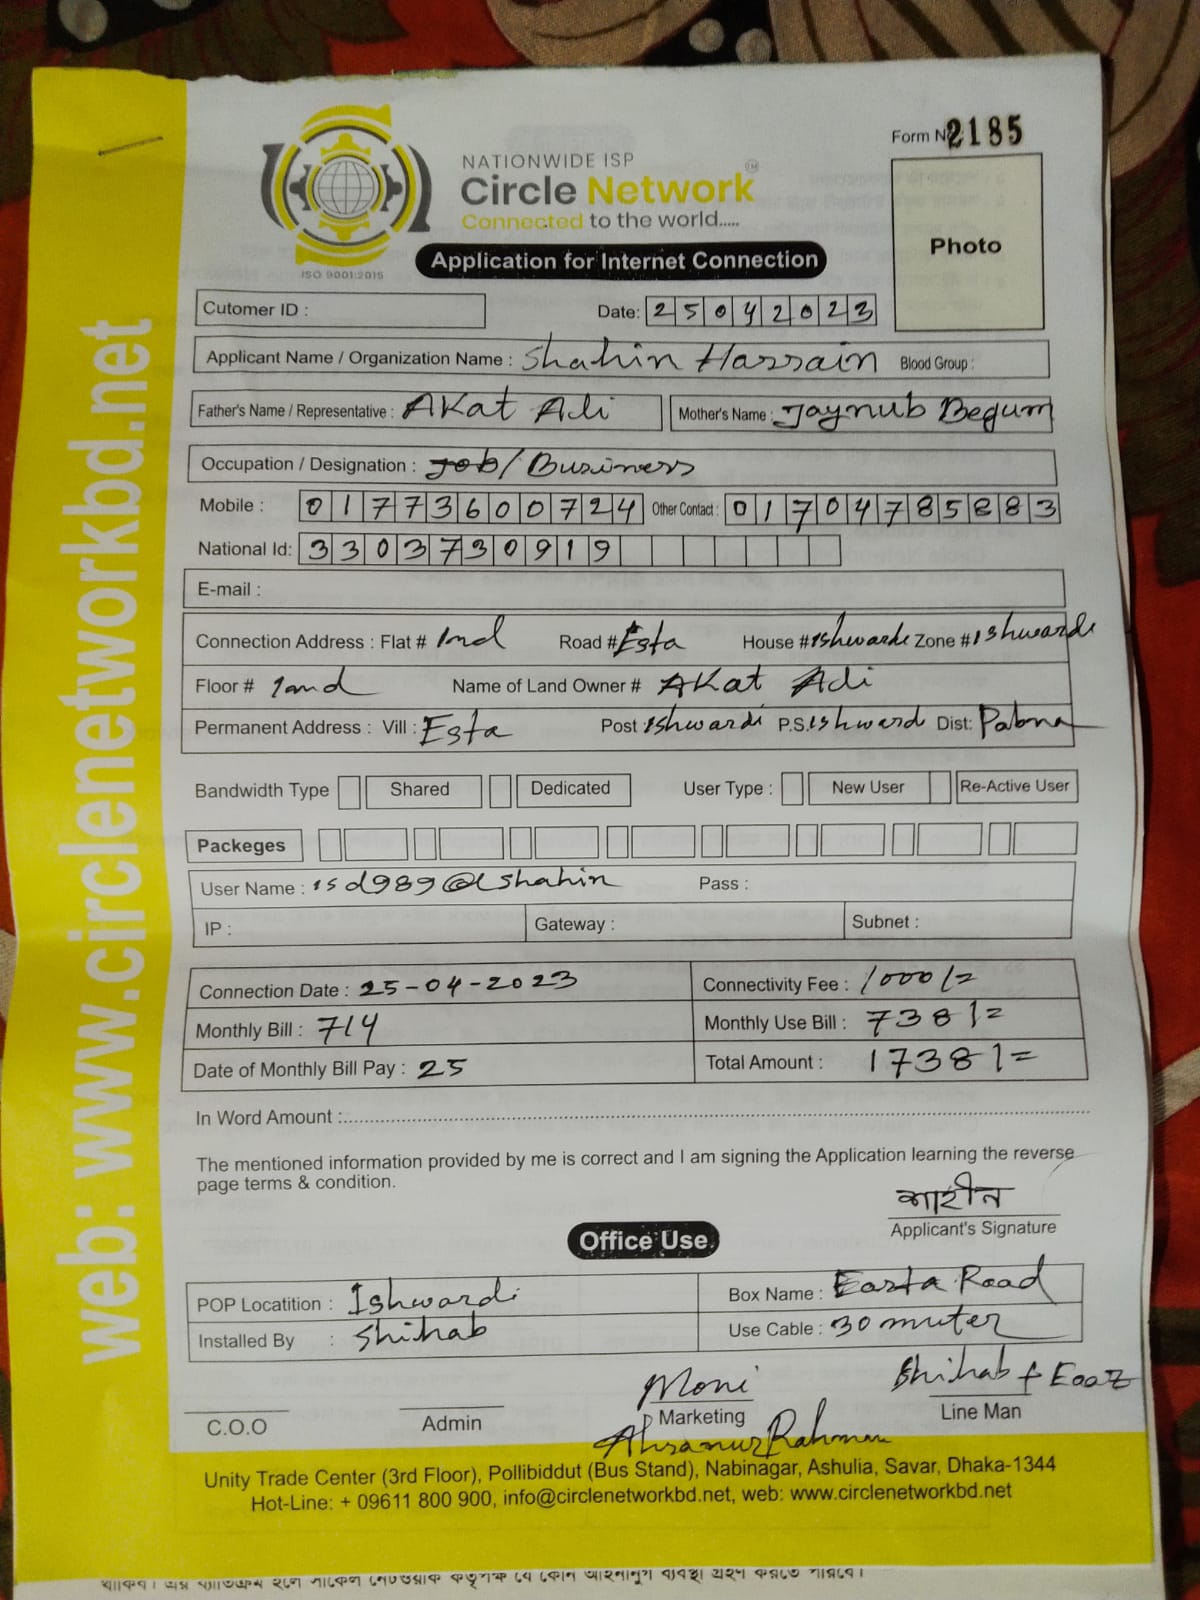 Form No 2185
NATIONWIDE ISP
Circle Network TM
Connected to the world.....
ISO 9001:2015
Application for Internet Connection
Photo
Cutomer ID :
Date: 25042023
Applicant Name / Organization Name : Shahin Hassain Blood Group :
Father's Name / Representative : AKat Ali Mother's Name : Jaynub Begum
Occupation / Designation : Job / Business
Mobile : 01773600724 Other Contact : 01704785883
National Id: 3303730919
E-mail :
Connection Address : Flat # 1nd Road # Esta House # Ishwardi Zone # Ishwardi
Floor # 1and Name of Land Owner # AKat Ali
Permanent Address : Vill : Esta Post Ishwardi P.S. Ishward Dist: Pabna
Bandwidth Type Shared Dedicated User Type : New User Re-Active User
Packeges
User Name : isd989@shahin Pass :
IP : Gateway : Subnet :
Connection Date : 25-04-2023 Connectivity Fee : 1000/=
Monthly Bill : 714 Monthly Use Bill : 738/=
Date of Monthly Bill Pay : 25 Total Amount : 1738/=
In Word Amount :
The mentioned information provided by me is correct and I am signing the Application learning the reverse
page terms & condition.
শাহীন
Applicant's Signature
Office Use
POP Locatition : Ishwardi Box Name : Easta Road
Installed By : Shihab Use Cable : 30 muter
Moni Shihab + Eaaz
C.O.O Admin Marketing Line Man
Ahsanur Rahman
Unity Trade Center (3rd Floor), Pollibiddut (Bus Stand), Nabinagar, Ashulia, Savar, Dhaka-1344
Hot-Line: + 09611 800 900, info@circlenetworkbd.net, web: www.circlenetworkbd.net
web: www.circlenetworkbd.net